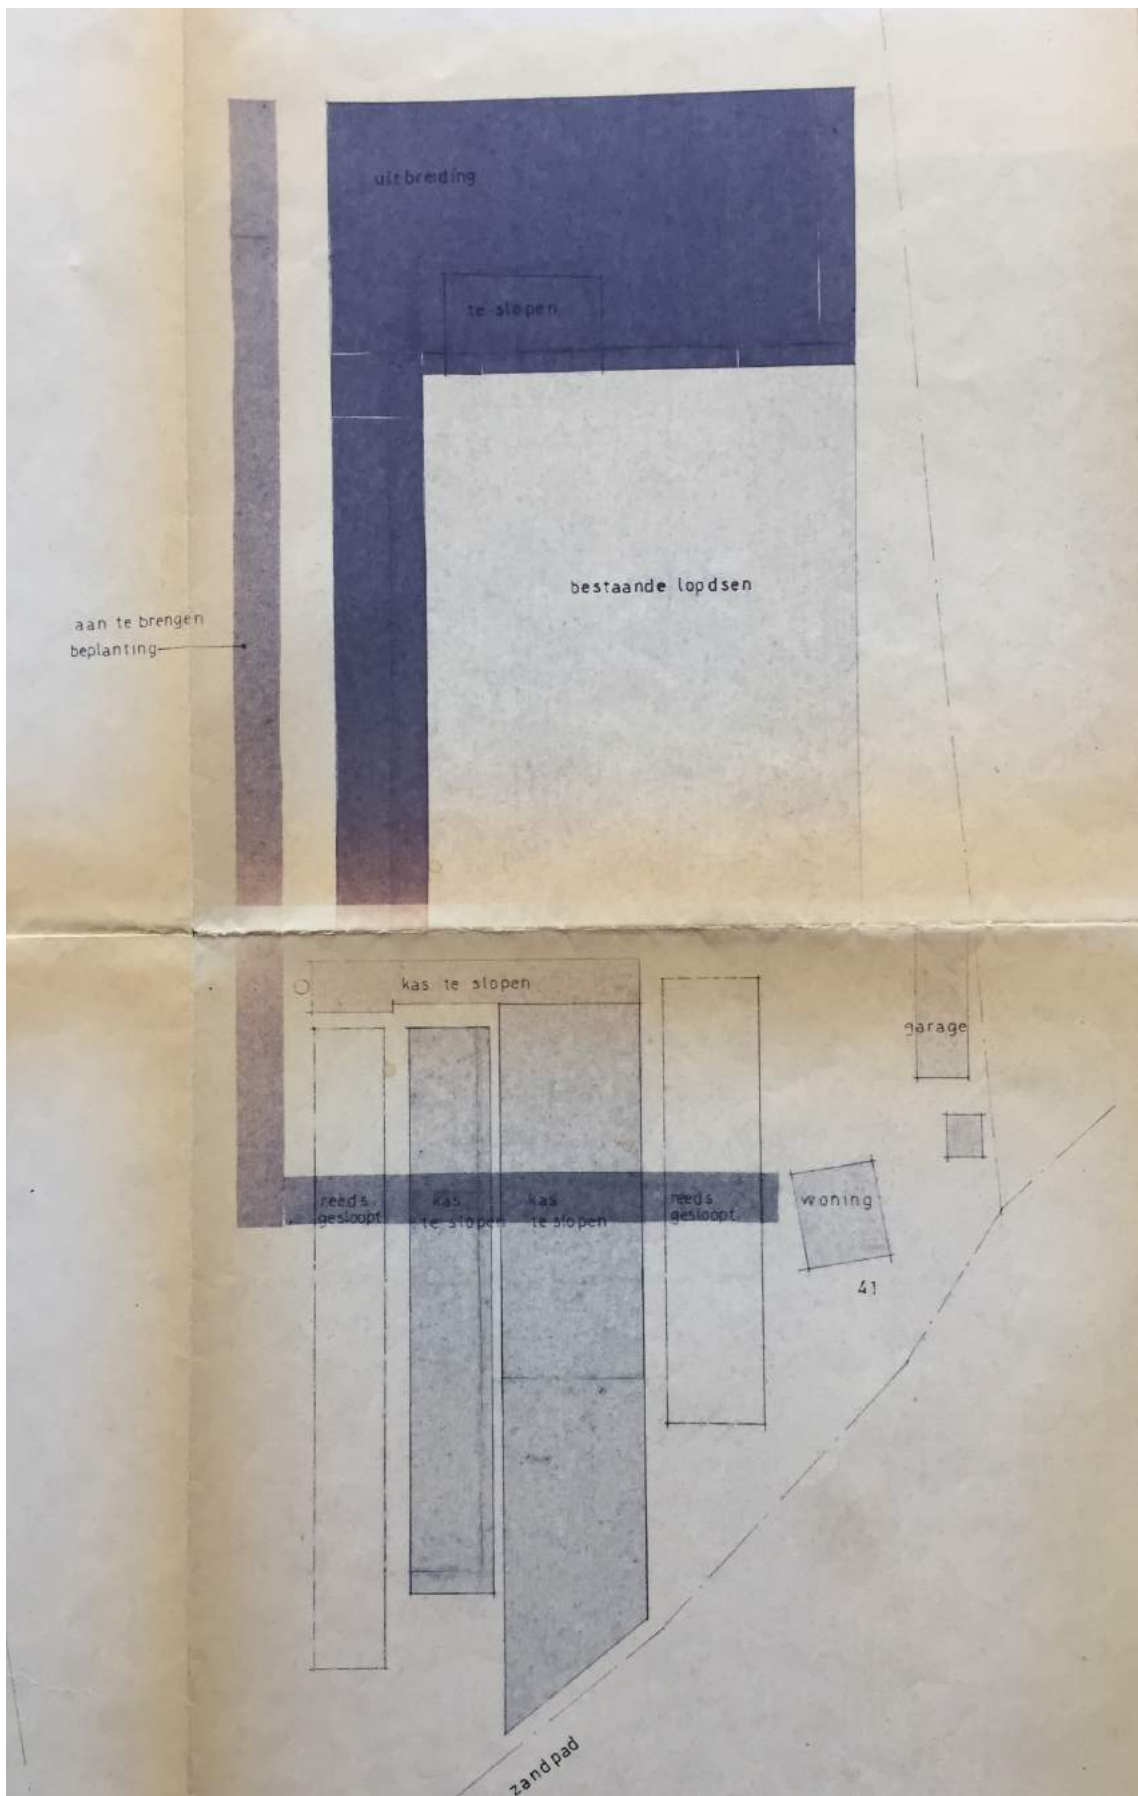 uitbreiding
te slopen
bestaande lopdsen
aan te brengen
beplanting
kas te slopen
garage
reeds
gesloopt
kas
te slopen
kas
te slopen
reeds
gesloopt
woning
41
zandpad